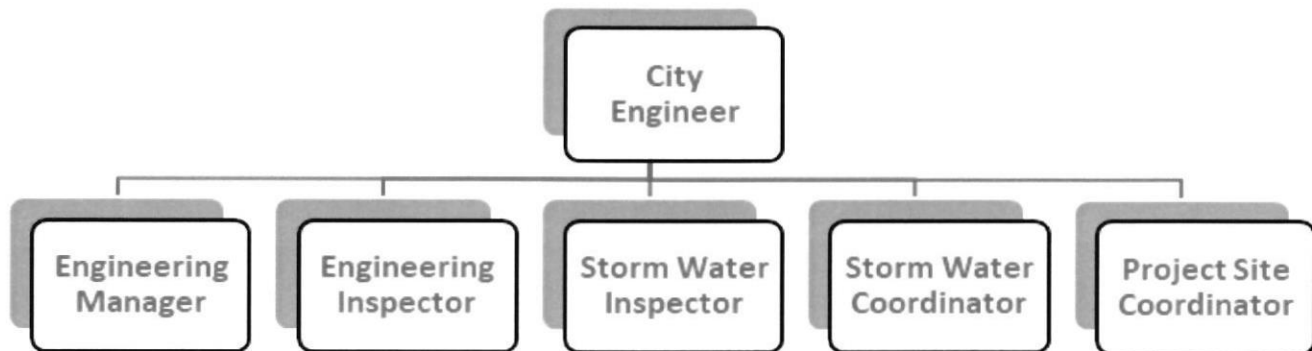 City
Engineer
Engineering
Manager
Engineering
Inspector
Storm Water
Inspector
Storm Water
Coordinator
Project Site
Coordinator